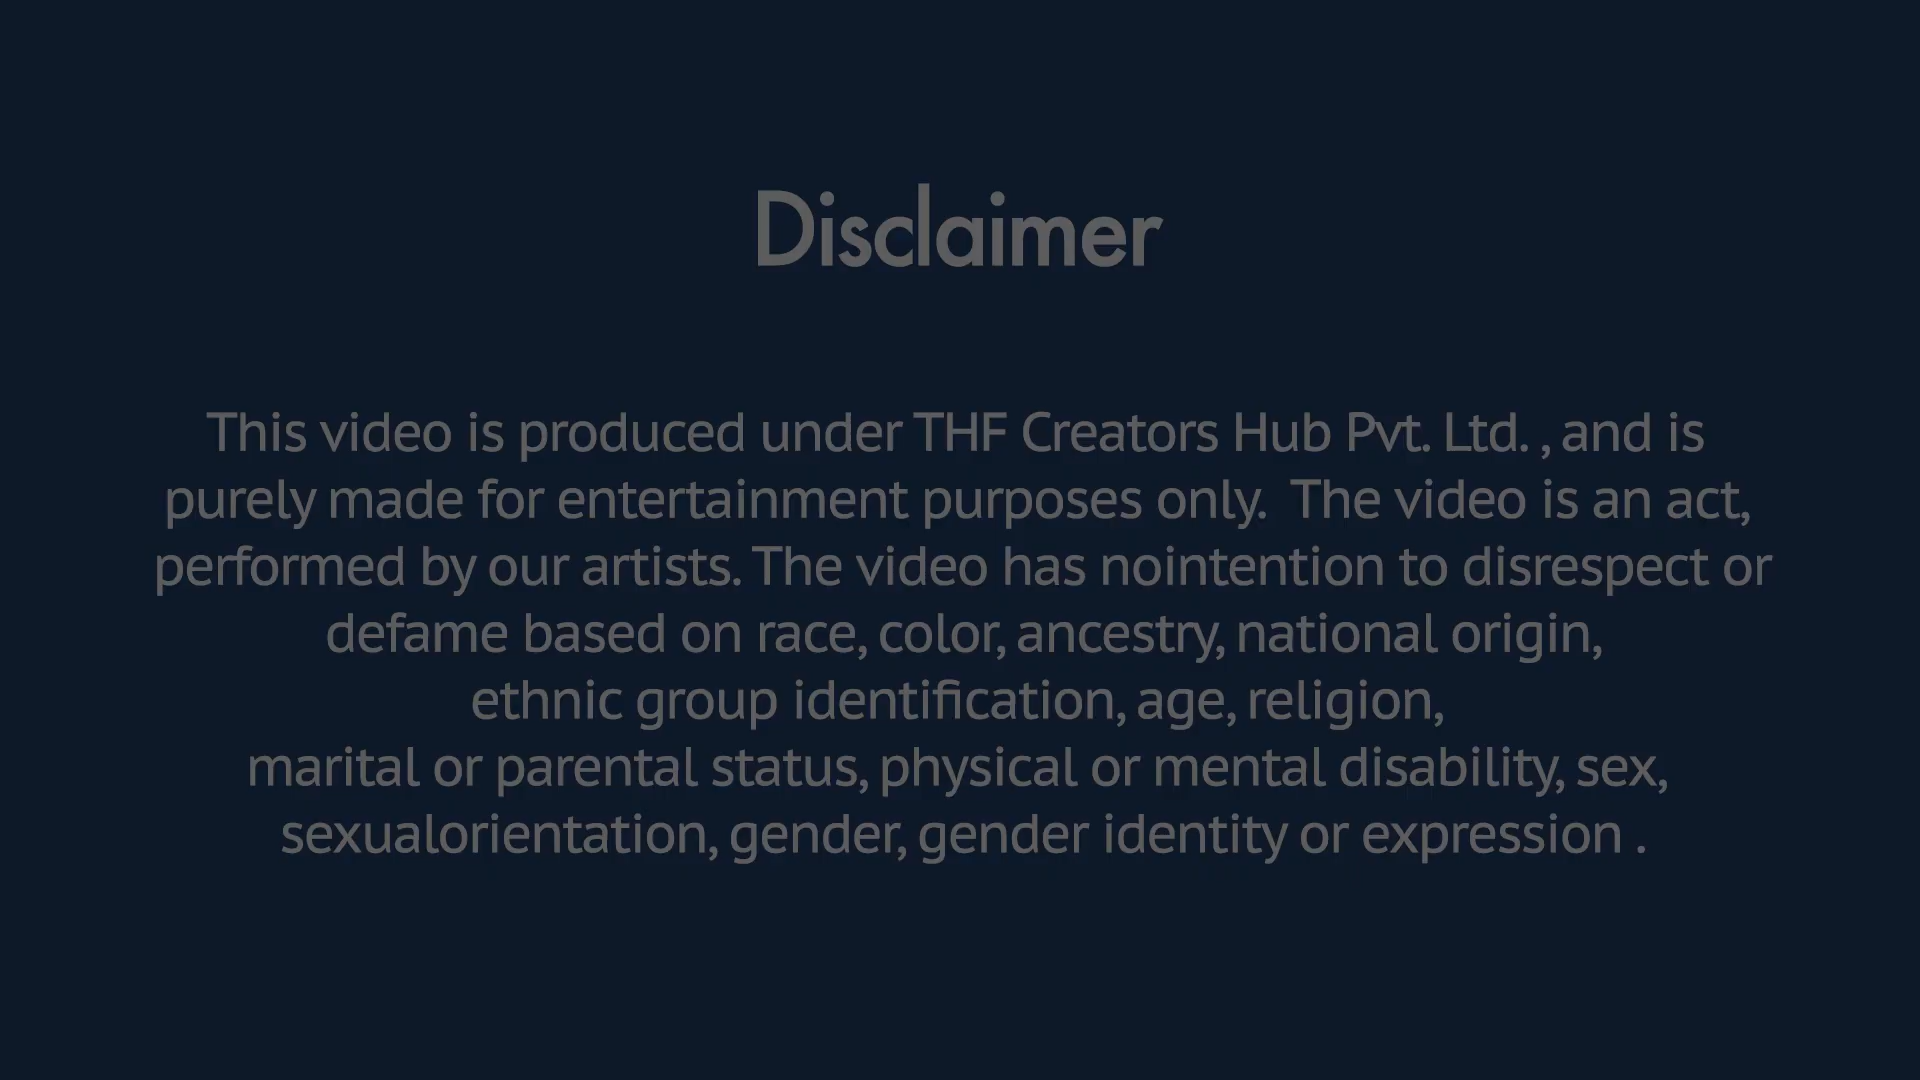 Disclaimer
This video is produced under THF Creators Hub Pvt. Ltd. , and is
purely made for entertainment purposes only.  The video is an act,
performed by our artists. The video has nointention to disrespect or
defame based on race, color, ancestry, national origin,
ethnic group identification, age, religion,
marital or parental status, physical or mental disability, sex,
sexualorientation, gender, gender identity or expression .